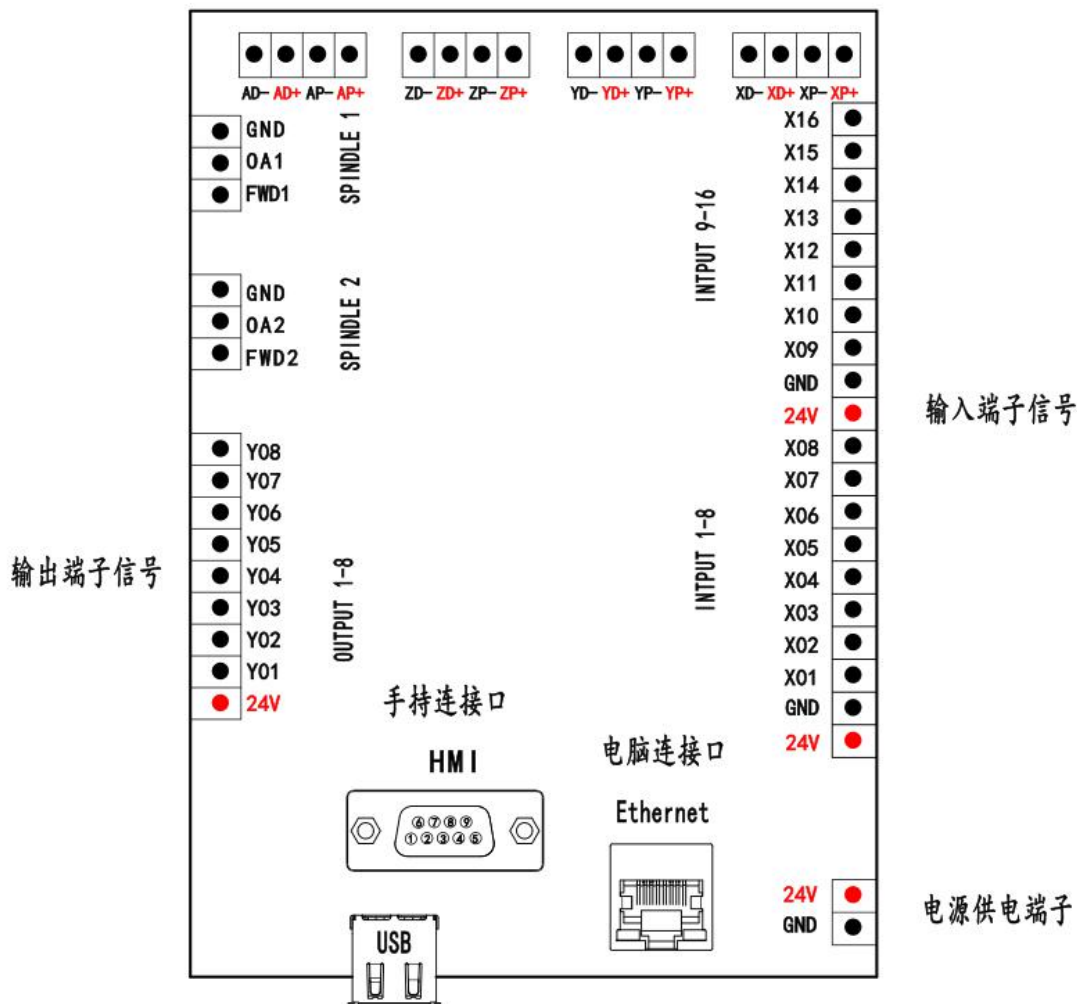 AD- AD+ AP- AP+
ZD- ZD+ ZP- ZP+
YD- YD+ YP- YP+
XD- XD+ XP- XP+
GND
OA1
FWD1
SPINDLE 1
GND
OA2
FWD2
SPINDLE 2
Y08
Y07
Y06
Y05
Y04
Y03
Y02
Y01
24V
OUTPUT 1-8
输出端子信号
X16
X15
X14
X13
X12
X11
X10
X09
GND
24V
INTPUT 9-16
X08
X07
X06
X05
X04
X03
X02
X01
GND
24V
INTPUT 1-8
输入端子信号
手持连接口
HMI
⑥⑦⑧⑨
①②③④⑤
电脑连接口
Ethernet
USB
24V
GND
电源供电端子